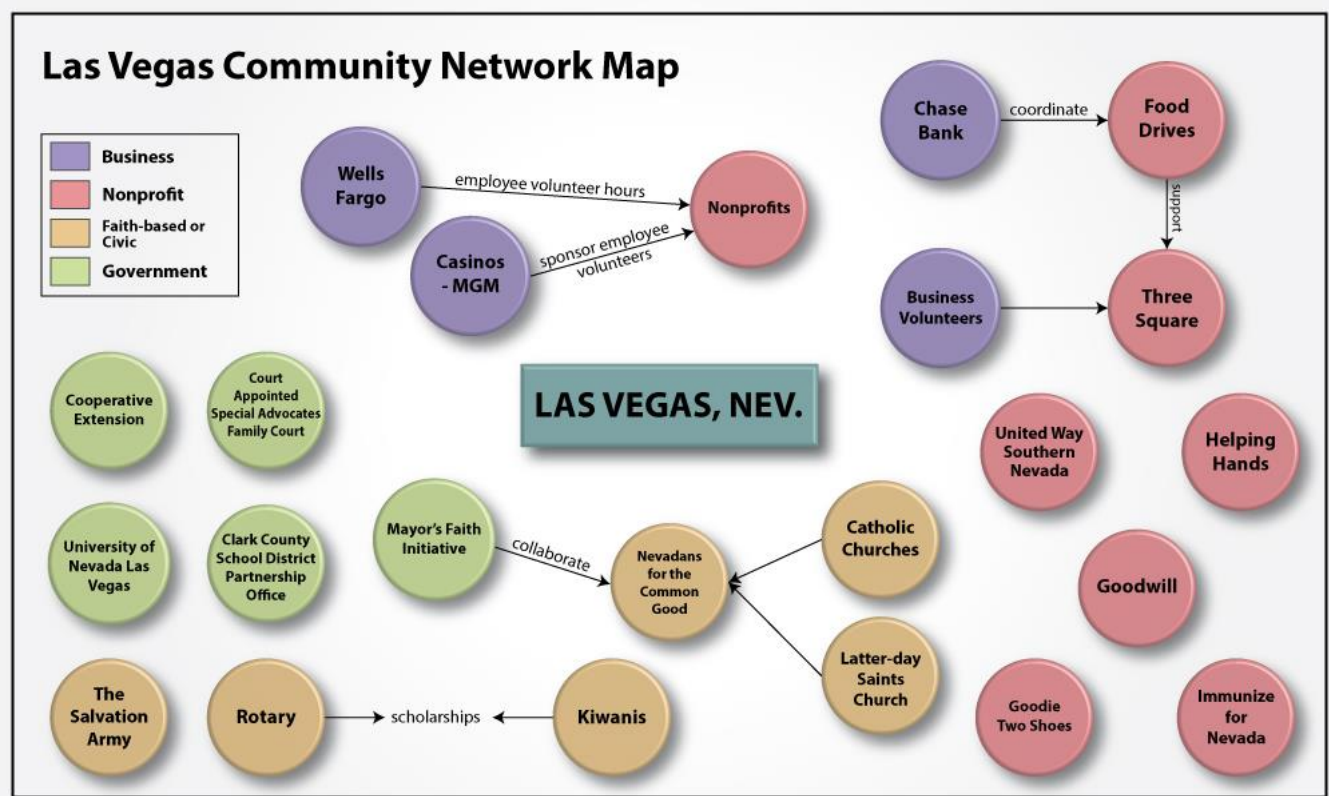 Las Vegas Community Network Map
Business
Nonprofit
Faith-based or
Civic
Government
Wells
Fargo
employee volunteer hours
Casinos
- MGM
sponsor employee
volunteers
Nonprofits
Chase
Bank
coordinate
Food
Drives
support
Business
Volunteers
Three
Square
LAS VEGAS, NEV.
Cooperative
Extension
Court
Appointed
Special Advocates
Family Court
University of
Nevada Las
Vegas
Clark County
School District
Partnership
Office
Mayor's Faith
Initiative
collaborate
Nevadans
for the
Common
Good
Catholic
Churches
Latter-day
Saints
Church
The
Salvation
Army
Rotary
scholarships
Kiwanis
United Way
Southern
Nevada
Helping
Hands
Goodwill
Goodie
Two Shoes
Immunize
for
Nevada